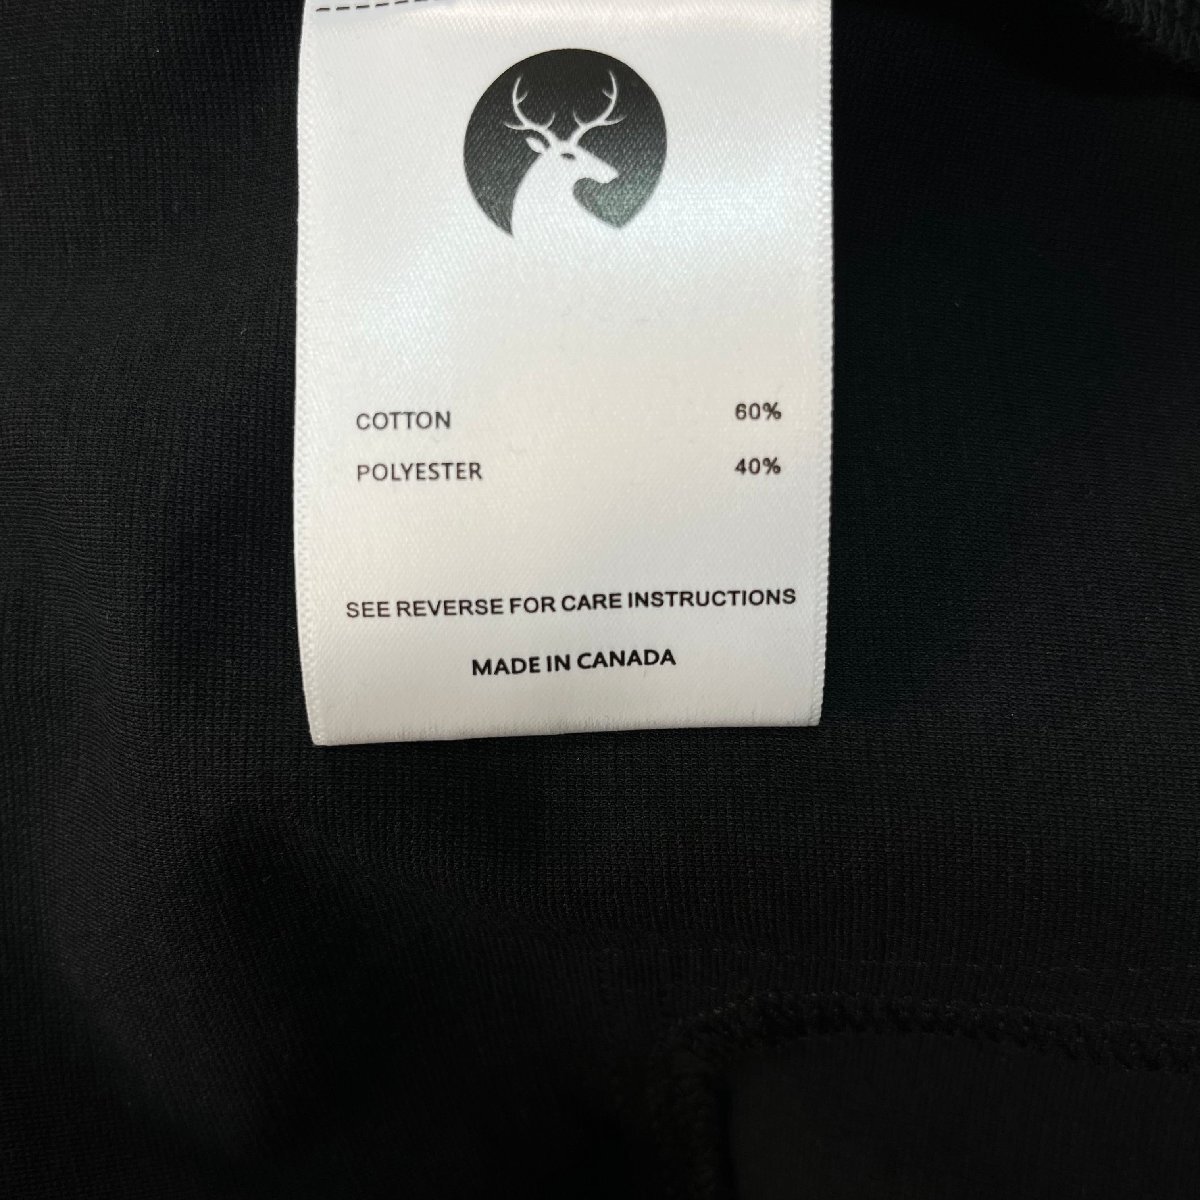 COTTON 60%
POLYESTER 40%
SEE REVERSE FOR CARE INSTRUCTIONS
MADE IN CANADA